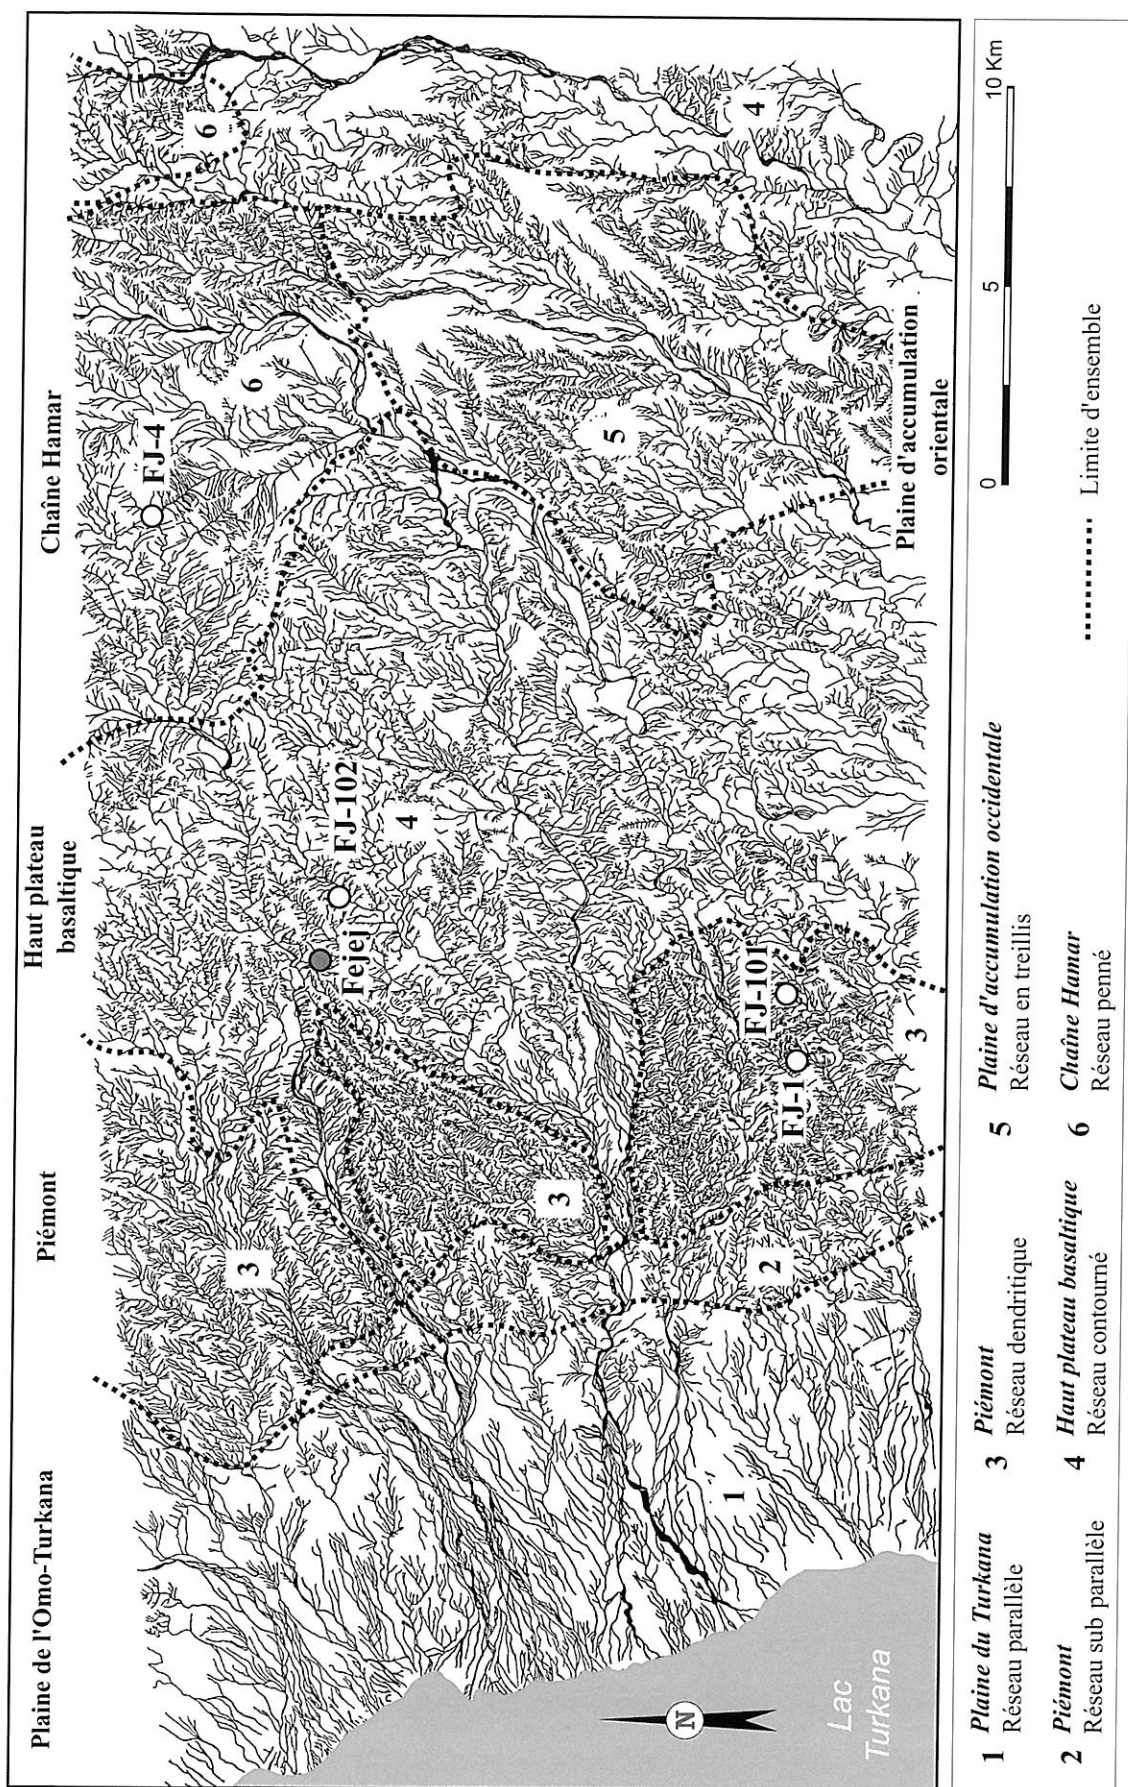 Plaine de l'Omo-Turkana
Piémont
Haut plateau
basaltique
Chaîne Hamar
6
FJ-4
6
3
Fejej
FJ-102
4
3
5
4
FJ-1
FJ-101
2
1
3
Plaine d'accumulation
orientale
N
Lac
Turkana
1 Plaine du Turkana
Réseau parallèle
2 Piémont
Réseau sub parallèle
3 Piémont
Réseau dendritique
4 Haut plateau basaltique
Réseau contourné
5 Plaine d'accumulation occidentale
Réseau en treillis
6 Chaîne Hamar
Réseau penné
Limite d'ensemble
0 5 10 Km